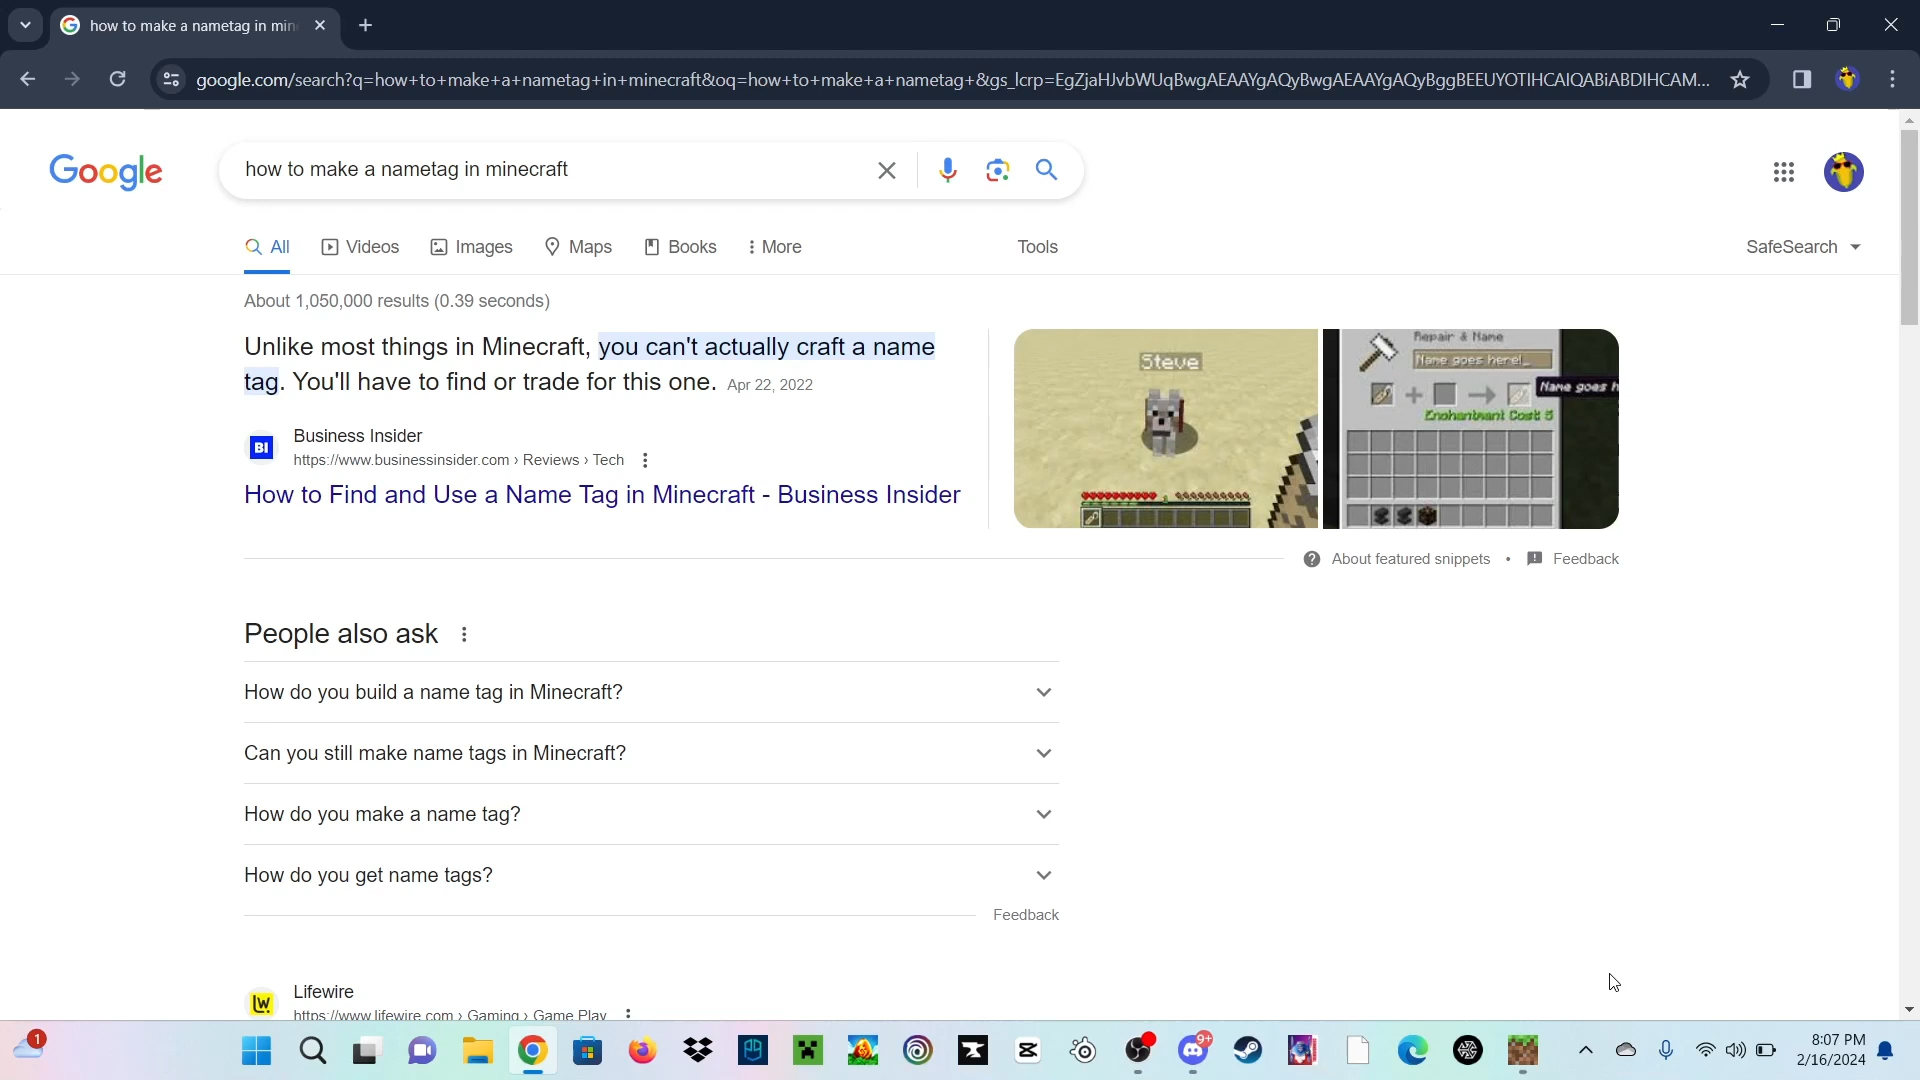 how to make a nametag in min
google.com/search?q=how+to+make+a+nametag+in+minecraft&oq=how+to+make+a+nametag+&gs_lcrp=EgZjaHJvbWUqBwgAEAAYgAQyBwgAEAAYgAQyBggBEEUYOTIHCAIQABiABDIHCAM...
Google
how to make a nametag in minecraft
All Videos Images Maps Books More Tools SafeSearch
About 1,050,000 results (0.39 seconds)
Unlike most things in Minecraft, you can't actually craft a name
tag. You'll have to find or trade for this one. Apr 22, 2022
BI
Business Insider
https://www.businessinsider.com › Reviews › Tech
How to Find and Use a Name Tag in Minecraft - Business Insider
Steve
Repair & Name
Name goes here!_
Name goes h
Enchantment Cost: 5
About featured snippets • Feedback
People also ask
How do you build a name tag in Minecraft?
Can you still make name tags in Minecraft?
How do you make a name tag?
How do you get name tags?
Feedback
Lw.
Lifewire
https://www.lifewire.com › Gaming › Game Play
1
9+
8:07 PM
2/16/2024